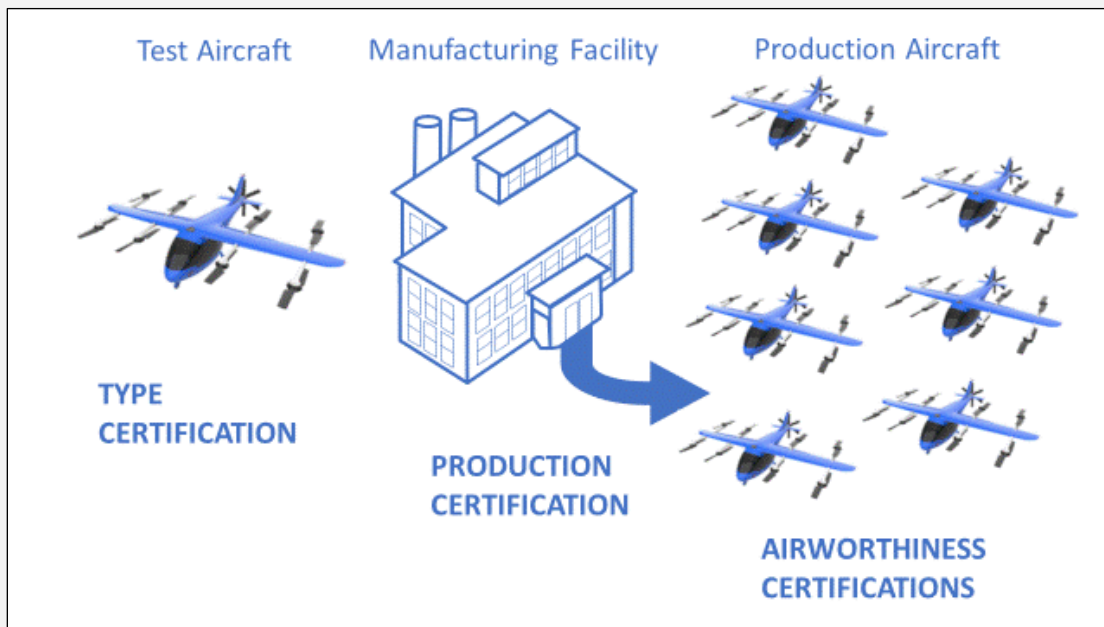 Test Aircraft
Manufacturing Facility
Production Aircraft
TYPE
CERTIFICATION
PRODUCTION
CERTIFICATION
AIRWORTHINESS
CERTIFICATIONS